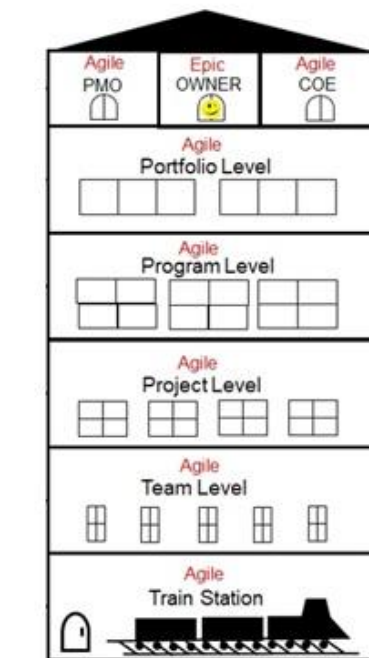 Agile Epic Agile
PMO OWNER COE
Agile
Portfolio Level
Agile
Program Level
Agile
Project Level
Agile
Team Level
Agile
Train Station